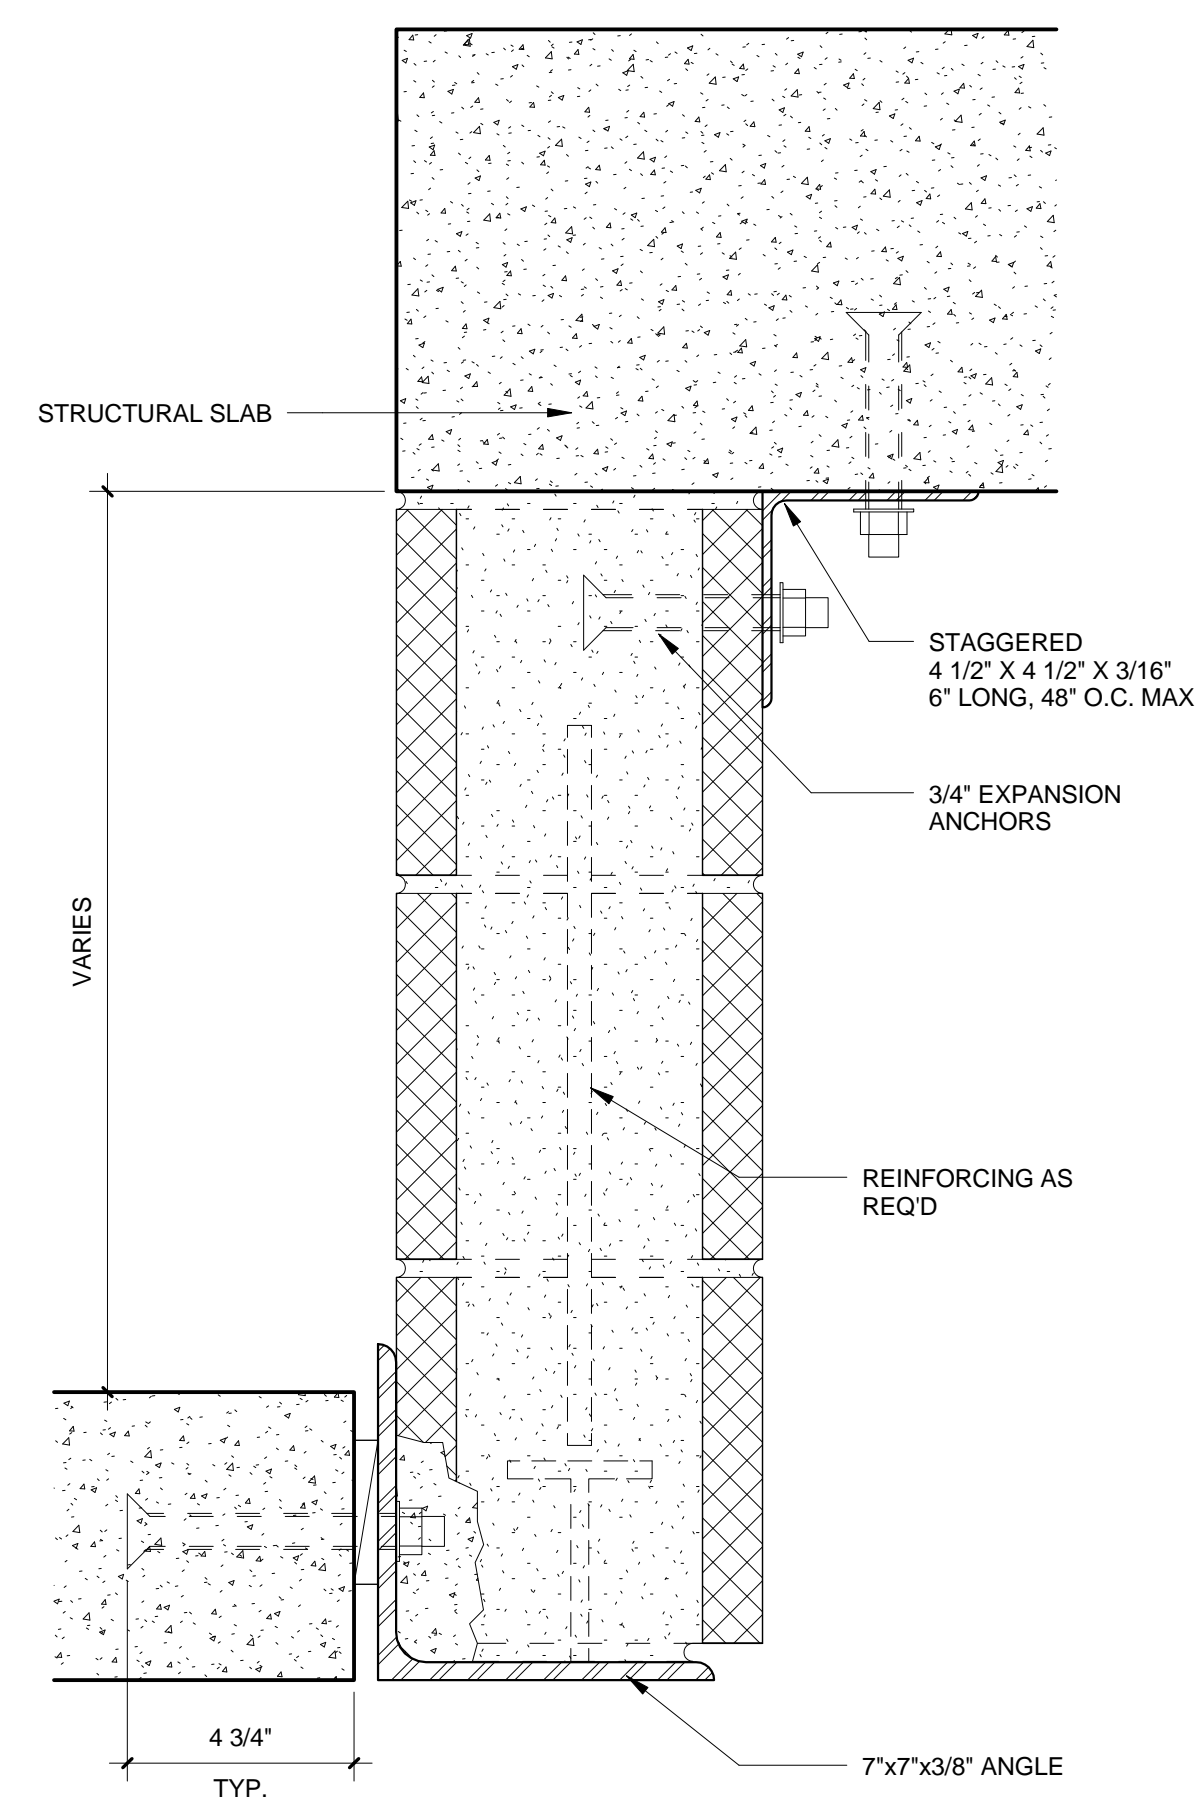 STRUCTURAL SLAB
STAGGERED
4 1/2" X 4 1/2" X 3/16"
6" LONG, 48" O.C. MAX
3/4" EXPANSION
ANCHORS
VARIES
REINFORCING AS
REQ'D
4 3/4"
TYP.
7"x7"x3/8" ANGLE